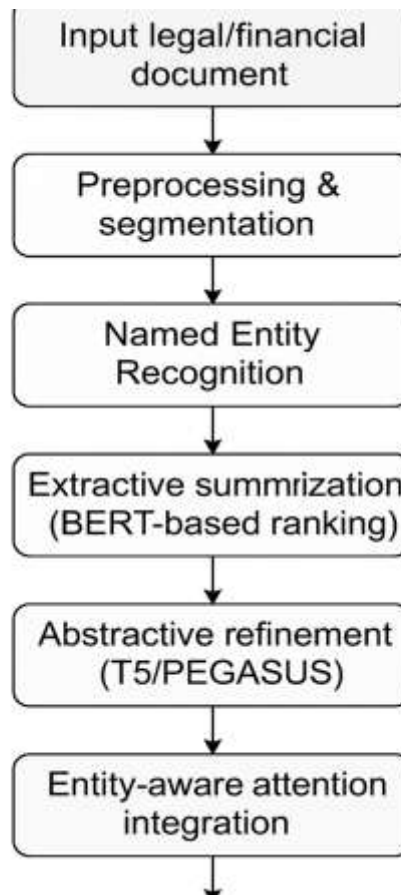 Input legal/financial
document
Preprocessing &
segmentation
Named Entity
Recognition
Extractive summrization
(BERT-based ranking)
Abstractive refinement
(T5/PEGASUS)
Entity-aware attention
integration